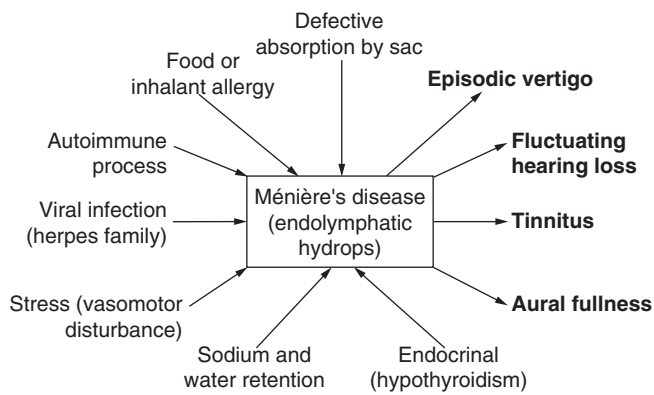 Defective
absorption by sac
Food or
inhalant allergy
Episodic vertigo
Autoimmune
process
Fluctuating
hearing loss
Viral infection
(herpes family)
Ménière's disease
(endolymphatic
hydrops)
Tinnitus
Stress (vasomotor
disturbance)
Aural fullness
Sodium and
water retention
Endocrinal
(hypothyroidism)